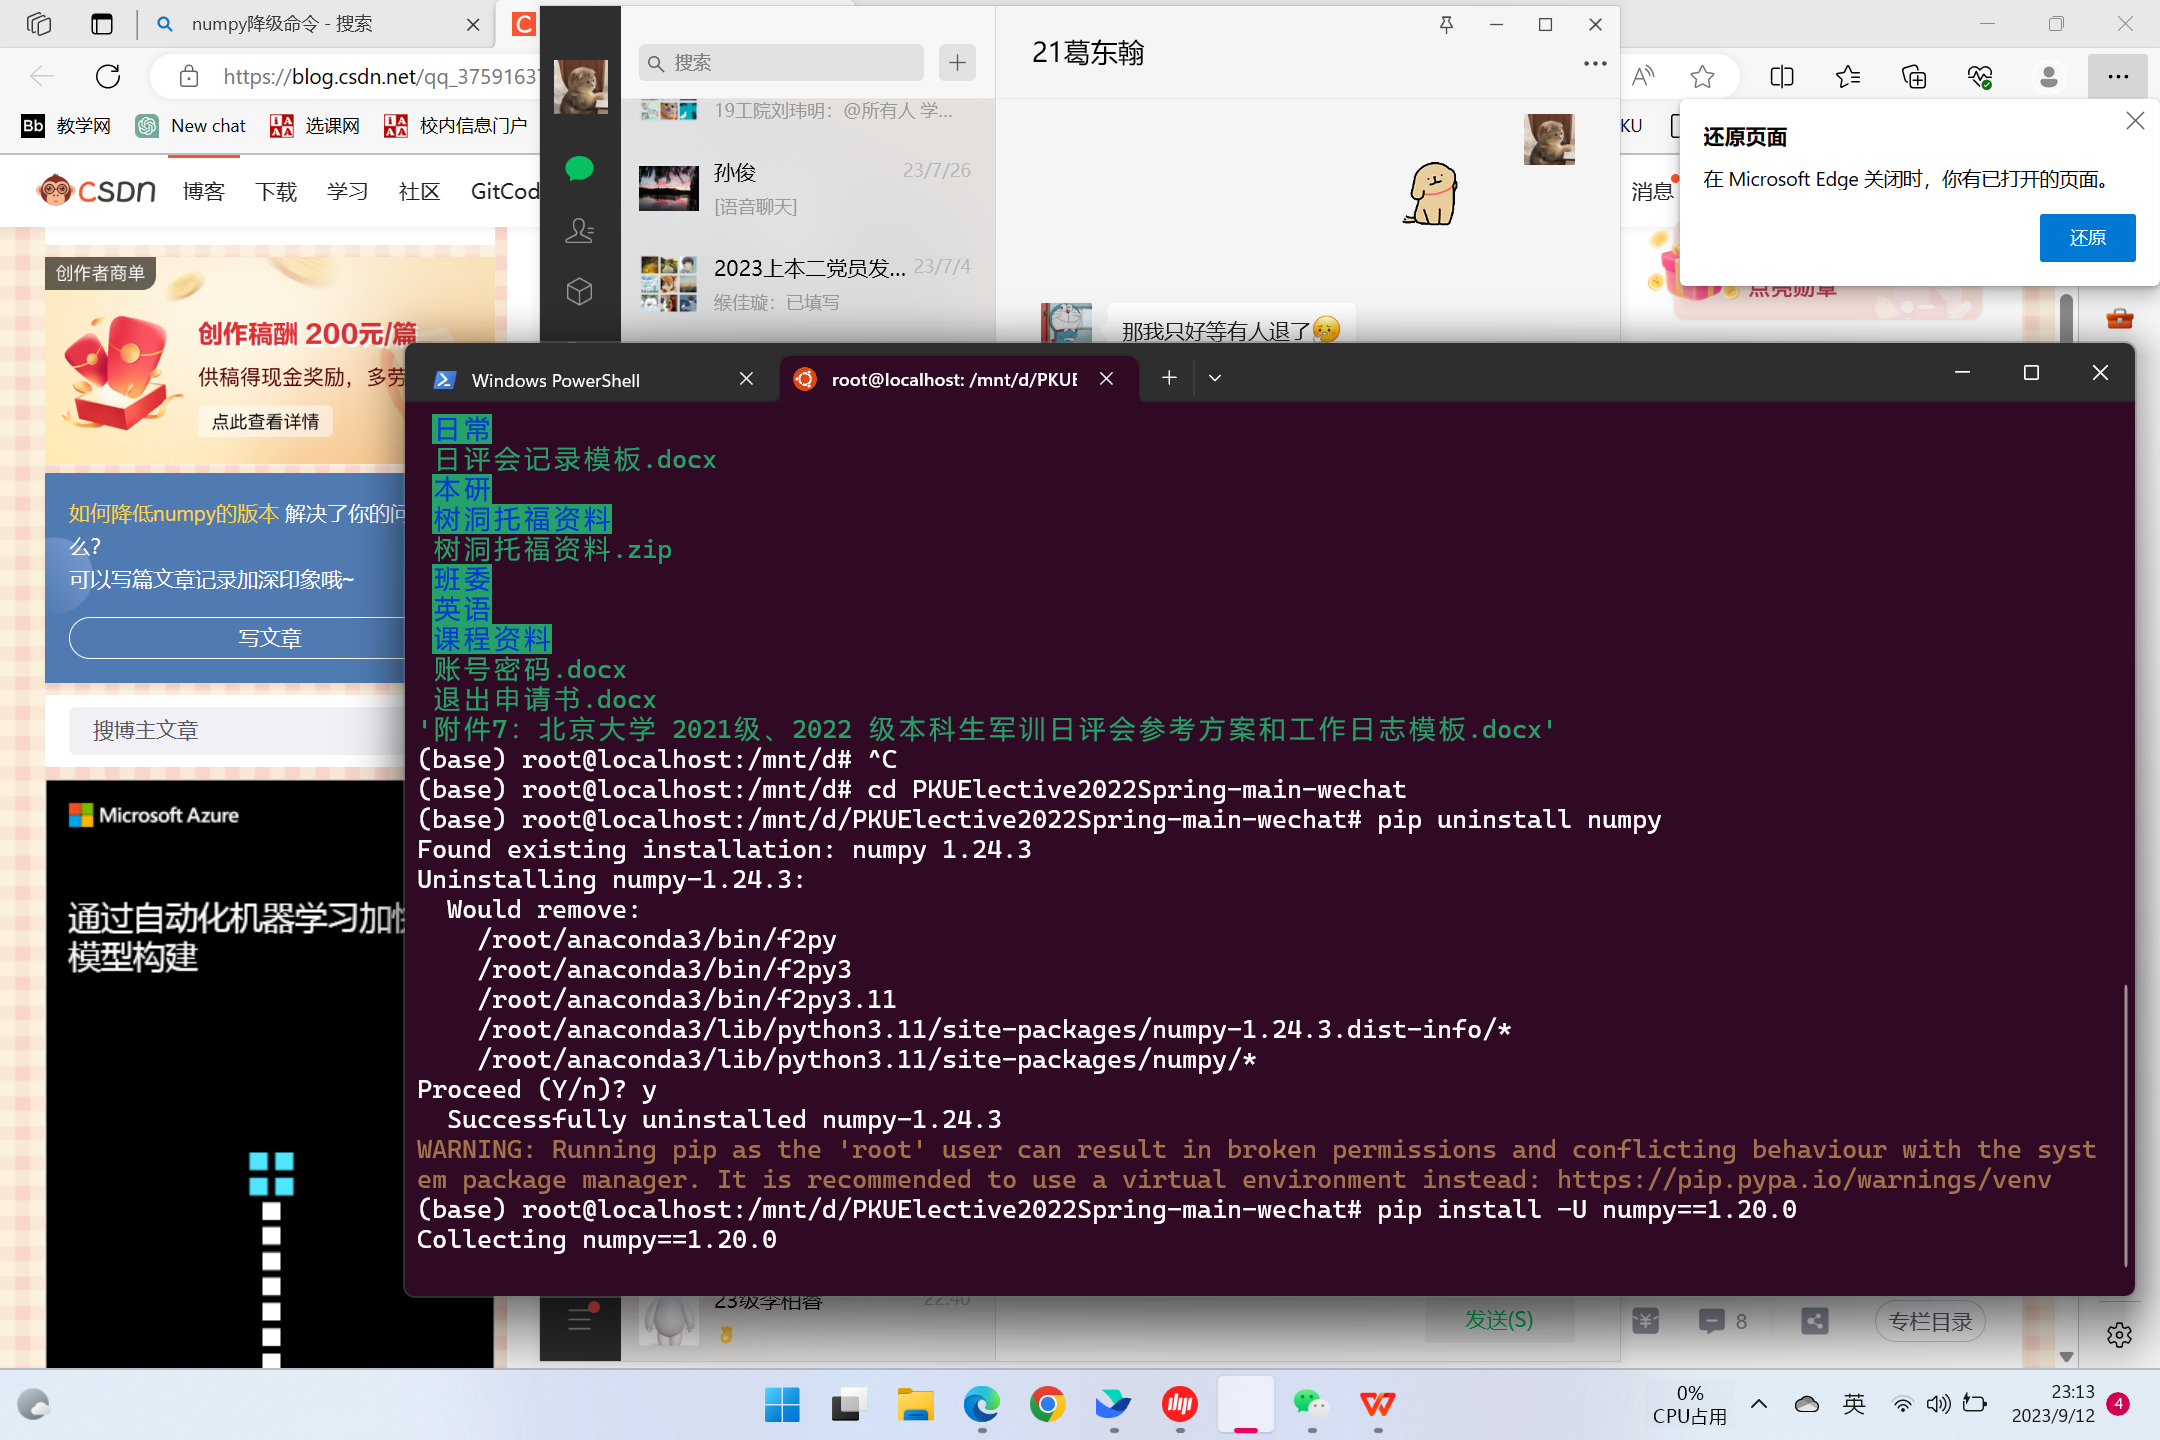 numpy降级命令 - 搜索
https://blog.csdn.net/qq_3759163
Bb 教学网
New chat
选课网
校内信息门户
CSDN
博客
下载
学习
社区
GitCod
创作者商单
创作稿酬 200元/篇
供稿得现金奖励，多劳
点此查看详情
如何降低numpy的版本 解决了你的问
么?
可以写篇文章记录加深印象哦~
写文章
搜博主文章
Microsoft Azure
通过自动化机器学习加快
模型构建
搜索
19工院刘玮明：@所有人 学...
孙俊
23/7/26
[语音聊天]
2023上本二党员发...
23/7/4
缑佳璇：已填写
21葛东翰
那我只好等有人退了
KU
消息
还原页面
在 Microsoft Edge 关闭时，你有已打开的页面。
还原
点亮勋章
Windows PowerShell
root@localhost: /mnt/d/PKUE
日常
日评会记录模板.docx
本研
树洞托福资料
树洞托福资料.zip
班委
英语
课程资料
账号密码.docx
退出申请书.docx
'附件7：北京大学 2021级、2022 级本科生军训日评会参考方案和工作日志模板.docx'
(base) root@localhost:/mnt/d# ^C
(base) root@localhost:/mnt/d# cd PKUElective2022Spring-main-wechat
(base) root@localhost:/mnt/d/PKUElective2022Spring-main-wechat# pip uninstall numpy
Found existing installation: numpy 1.24.3
Uninstalling numpy-1.24.3:
  Would remove:
    /root/anaconda3/bin/f2py
    /root/anaconda3/bin/f2py3
    /root/anaconda3/bin/f2py3.11
    /root/anaconda3/lib/python3.11/site-packages/numpy-1.24.3.dist-info/*
    /root/anaconda3/lib/python3.11/site-packages/numpy/*
Proceed (Y/n)? y
  Successfully uninstalled numpy-1.24.3
WARNING: Running pip as the 'root' user can result in broken permissions and conflicting behaviour with the syst
em package manager. It is recommended to use a virtual environment instead: https://pip.pypa.io/warnings/venv
(base) root@localhost:/mnt/d/PKUElective2022Spring-main-wechat# pip install -U numpy==1.20.0
Collecting numpy==1.20.0
23级李柏睿
22:40
发送(S)
8
专栏目录
0%
CPU占用
英
23:13
2023/9/12
4